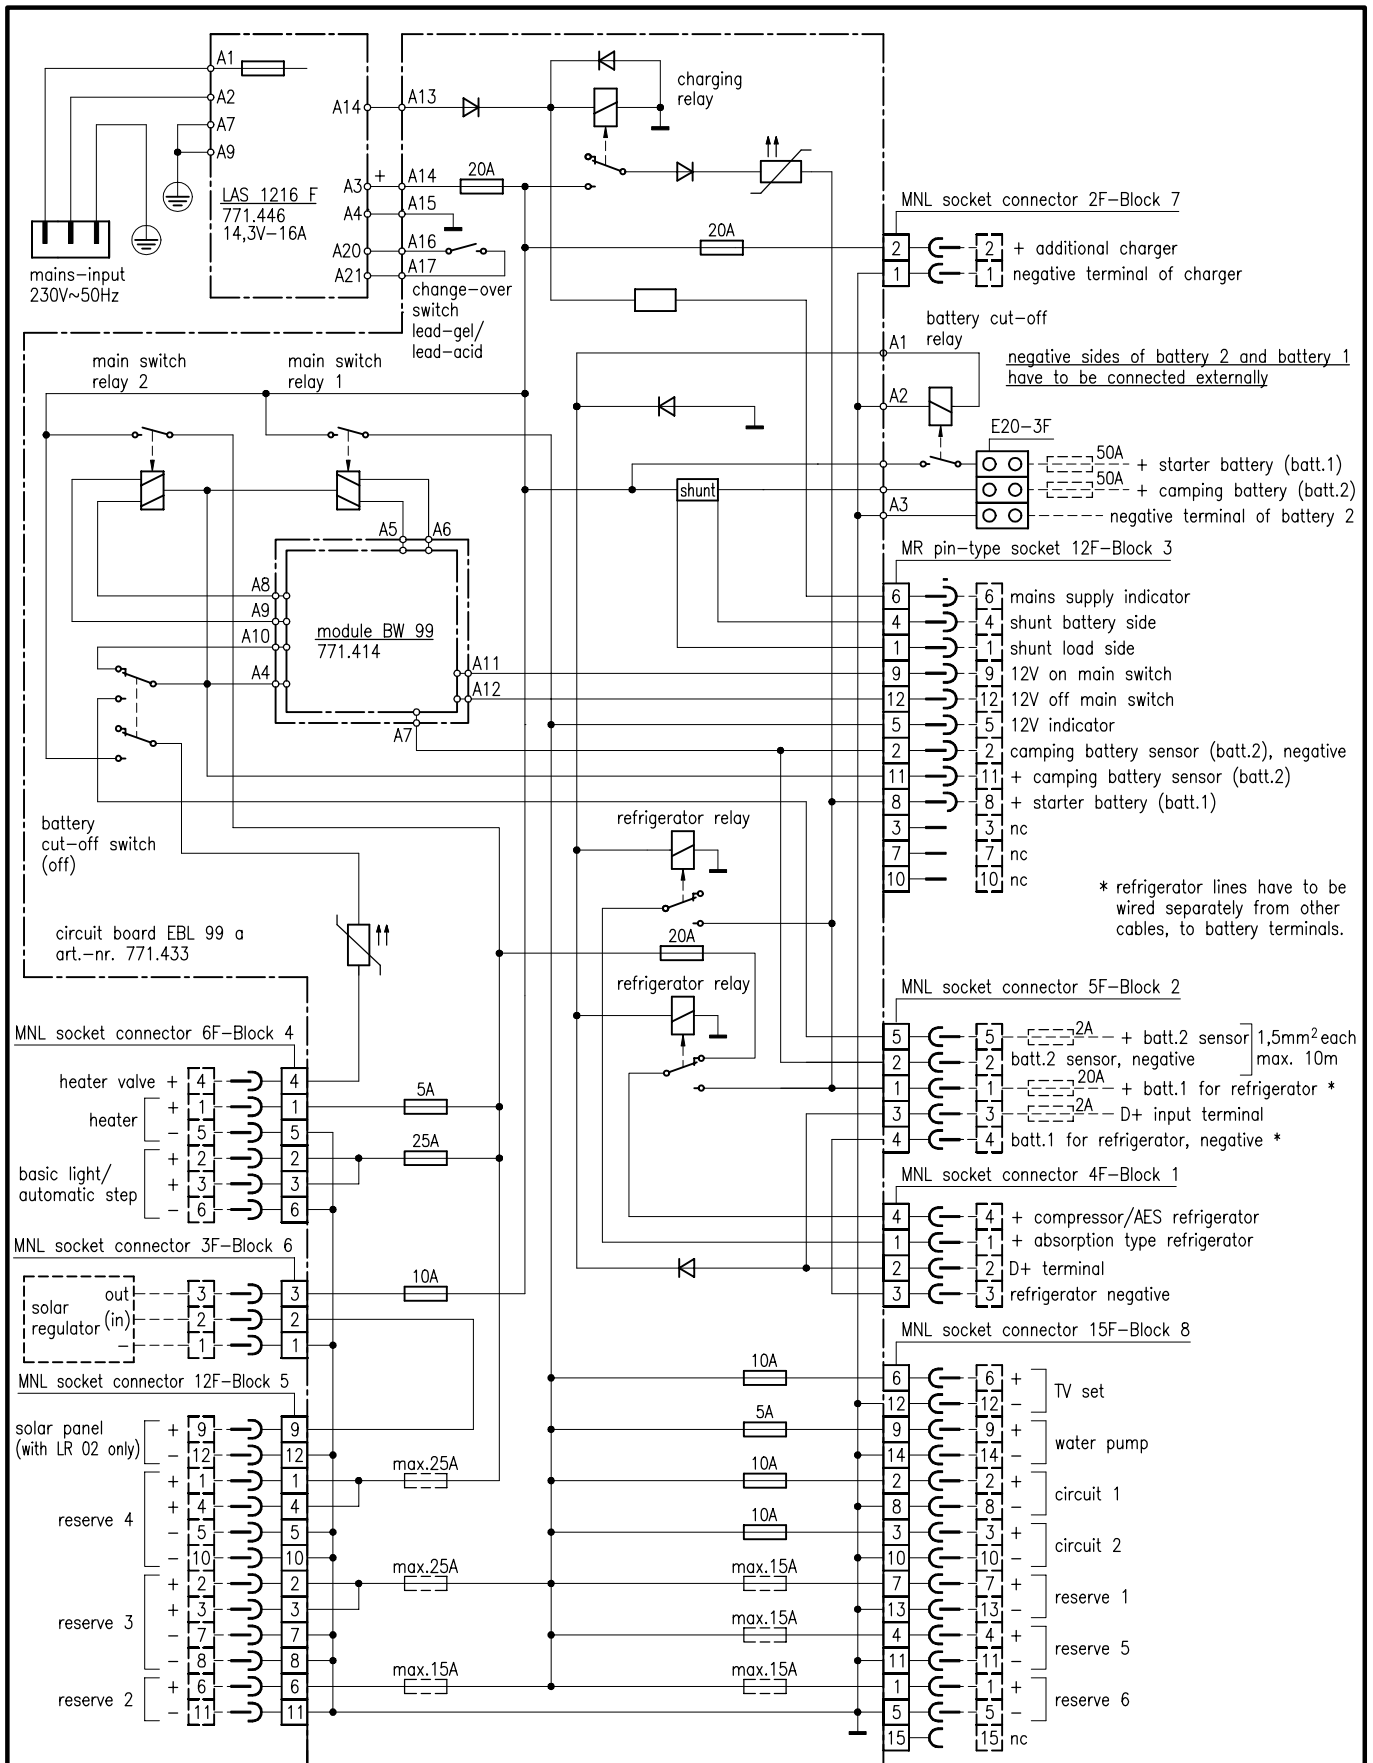 A1
A2
A7
A9
A14
A13
charging
relay
A3
+
A14
20A
A4
A15
A20
A16
A21
A17
LAS 1216 F
771.446
14,3V-16A
mains-input
230V~50Hz
change-over
switch
lead-gel/
lead-acid
20A
MNL socket connector 2F-Block 7
2 2 + additional charger
1 1 negative terminal of charger
battery cut-off
relay
A1
A2
A3
negative sides of battery 2 and battery 1
have to be connected externally
E20-3F
50A + starter battery (batt.1)
50A + camping battery (batt.2)
negative terminal of battery 2
main switch
relay 2
main switch
relay 1
shunt
A5 A6
A8
A9
A10
A4
module BW 99
771.414
A11
A12
A7
MR pin-type socket 12F-Block 3
6 6 mains supply indicator
4 4 shunt battery side
1 1 shunt load side
9 9 12V on main switch
12 12 12V off main switch
5 5 12V indicator
2 2 camping battery sensor (batt.2), negative
11 11 + camping battery sensor (batt.2)
8 8 + starter battery (batt.1)
3 3 nc
7 7 nc
10 10 nc
* refrigerator lines have to be
wired separately from other
cables, to battery terminals.
battery
cut-off switch
(off)
circuit board EBL 99 a
art.-nr. 771.433
refrigerator relay
20A
refrigerator relay
MNL socket connector 5F-Block 2
5 5 2A + batt.2 sensor
2 2 batt.2 sensor, negative
1,5mm² each
max. 10m
1 1 20A + batt.1 for refrigerator *
3 3 2A D+ input terminal
4 4 batt.1 for refrigerator, negative *
MNL socket connector 6F-Block 4
heater valve + 4 4
heater
+ 1 1 5A
- 5 5
basic light/
automatic step
+ 2 2 25A
+ 3 3
- 6 6
MNL socket connector 4F-Block 1
4 4 + compressor/AES refrigerator
1 1 + absorption type refrigerator
2 2 D+ terminal
3 3 refrigerator negative
MNL socket connector 3F-Block 6
solar
regulator
out 3 3 10A
(in) 2 2
- 1 1
MNL socket connector 12F-Block 5
solar panel
(with LR 02 only)
+ 9 9
- 12 12
reserve 4
+ 1 1 max.25A
+ 4 4
- 5 5
- 10 10
reserve 3
+ 2 2 max.25A
+ 3 3
- 7 7
- 8 8
reserve 2
+ 6 6 max.15A
- 11 11
MNL socket connector 15F-Block 8
10A 6 6 +
12 12 -
TV set
5A 9 9 +
14 14 -
water pump
10A 2 2 +
8 8 -
circuit 1
10A 3 3 +
10 10 -
circuit 2
max.15A 7 7 +
13 13 -
reserve 1
max.15A 4 4 +
11 11 -
reserve 5
max.15A 1 1 +
5 5 -
reserve 6
15 15 nc